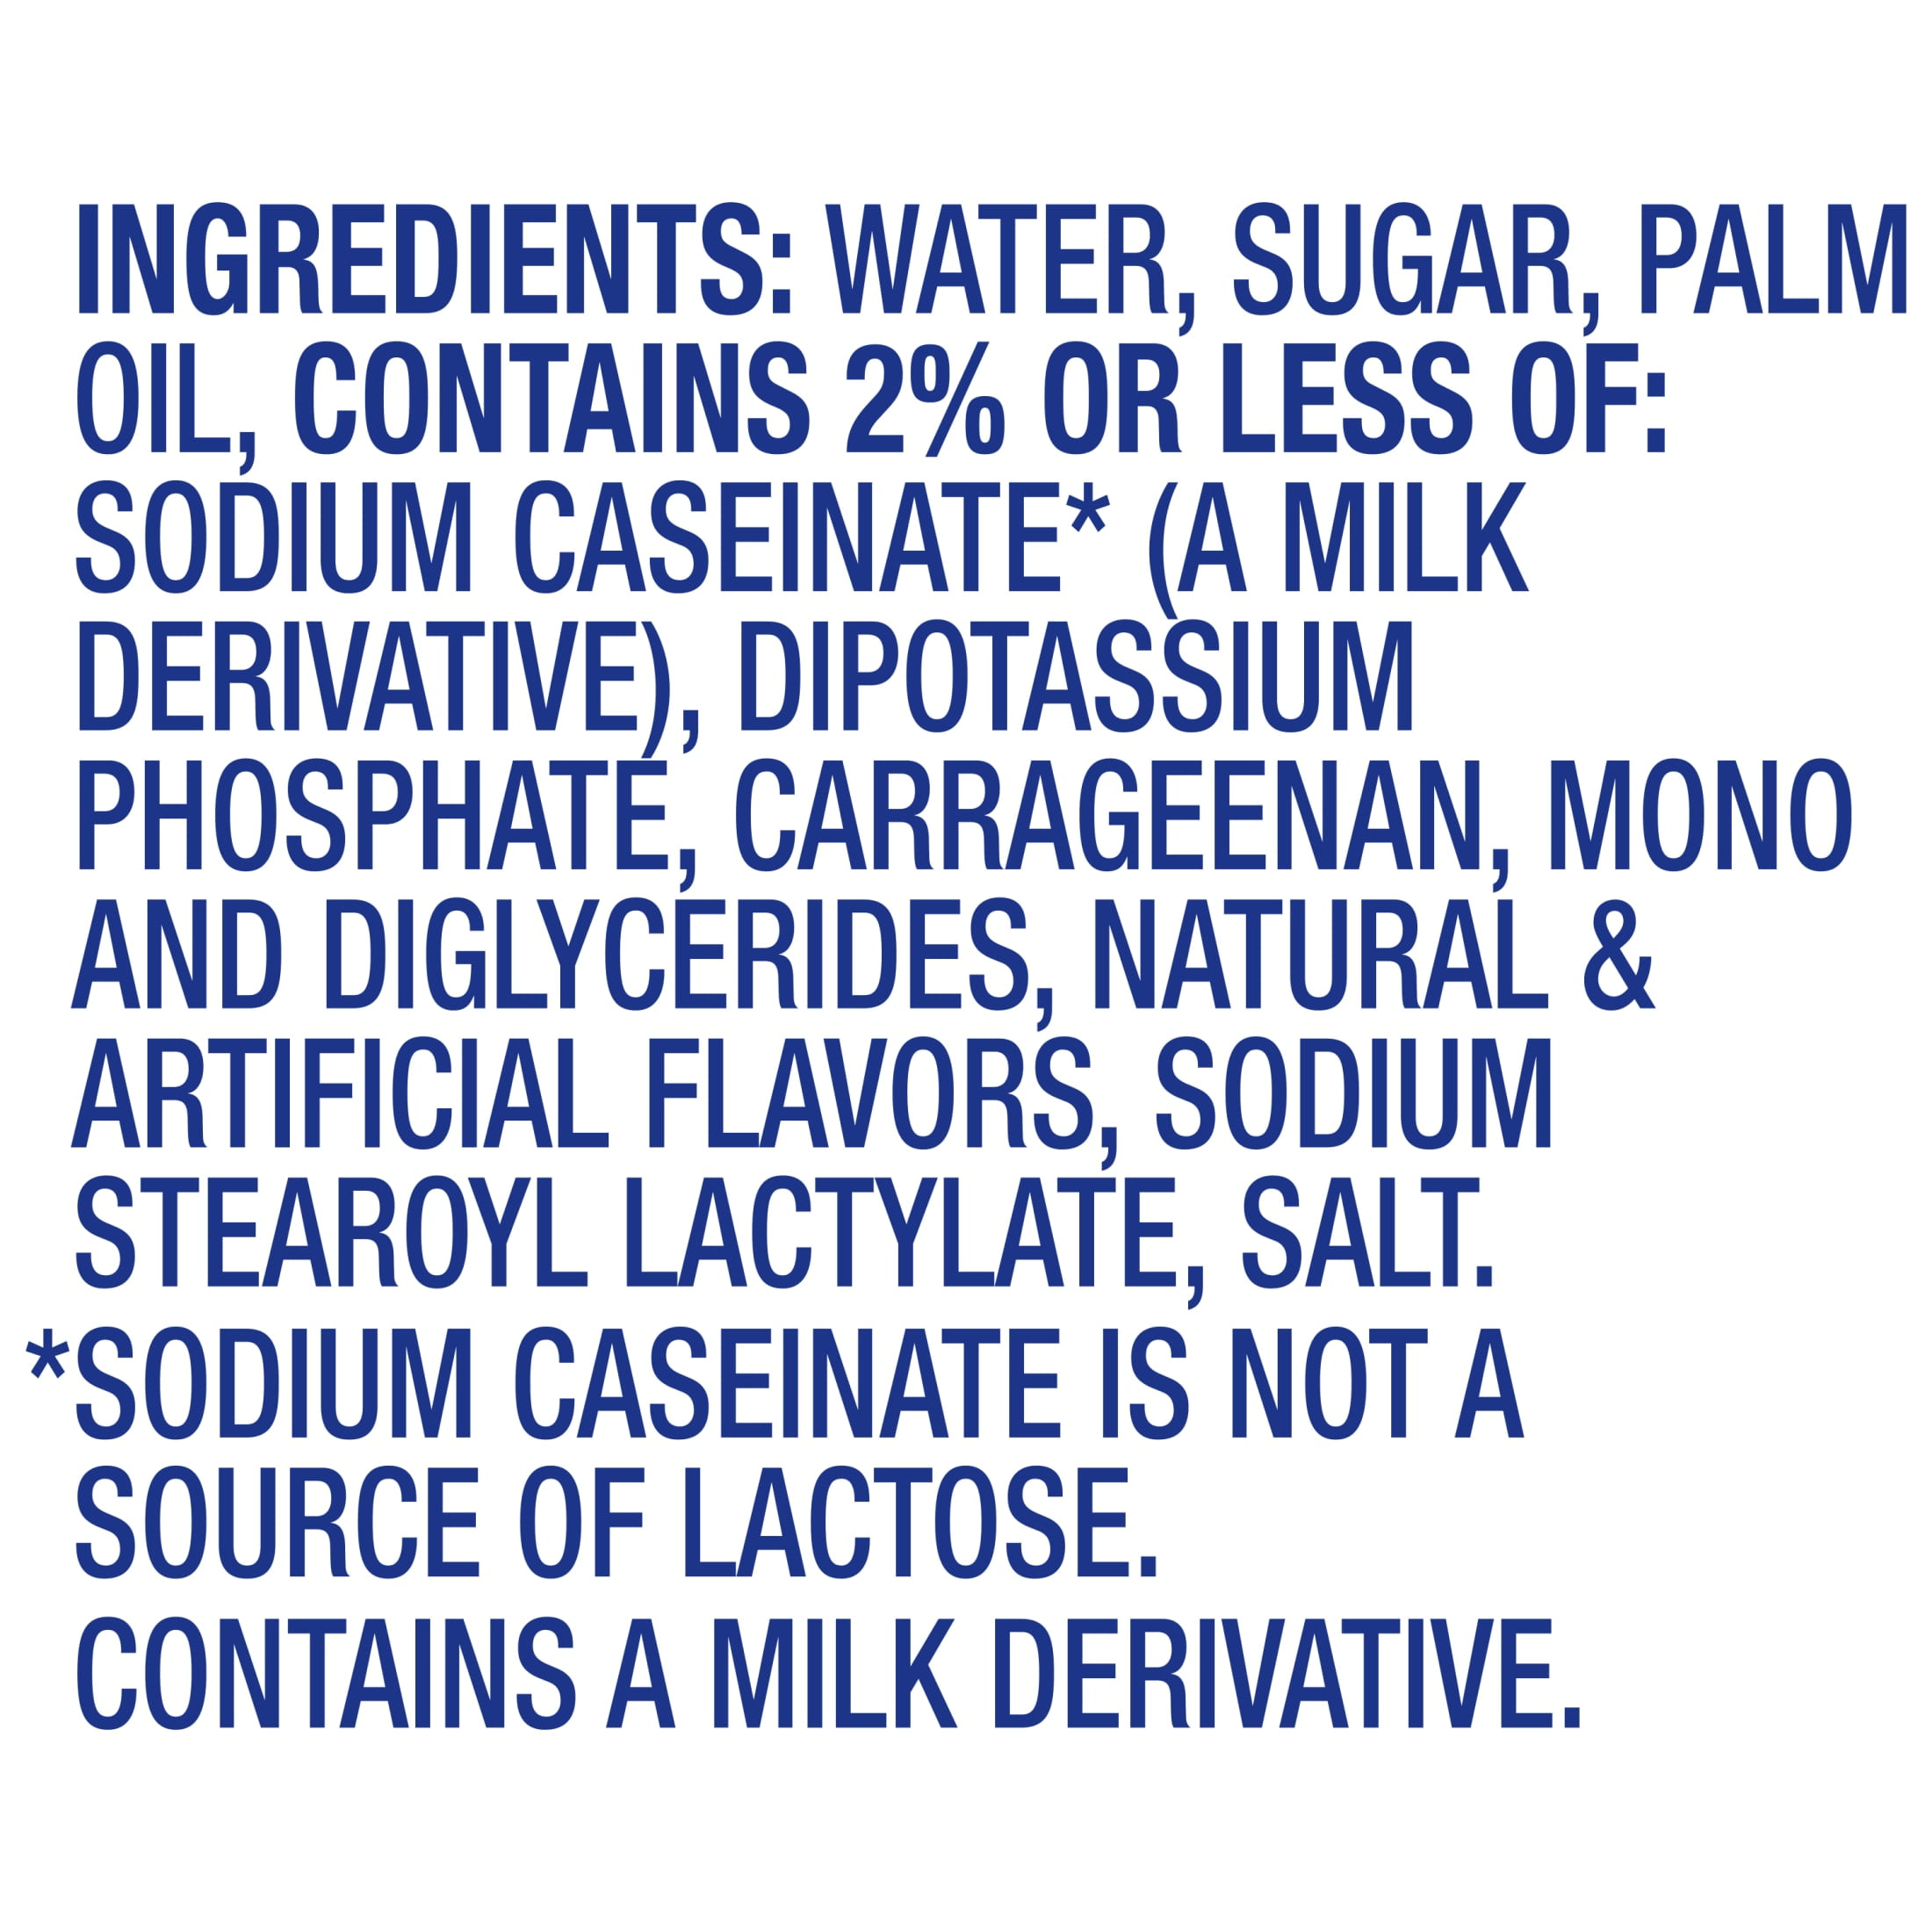 INGREDIENTS: WATER, SUGAR, PALM
OIL, CONTAINS 2% OR LESS OF:
SODIUM CASEINATE* (A MILK
DERIVATIVE), DIPOTASSIUM
PHOSPHATE, CARRAGEENAN, MONO
AND DIGLYCERIDES, NATURAL &
ARTIFICIAL FLAVORS, SODIUM
STEAROYL LACTYLATE, SALT.
*SODIUM CASEINATE IS NOT A
SOURCE OF LACTOSE.
CONTAINS A MILK DERIVATIVE.